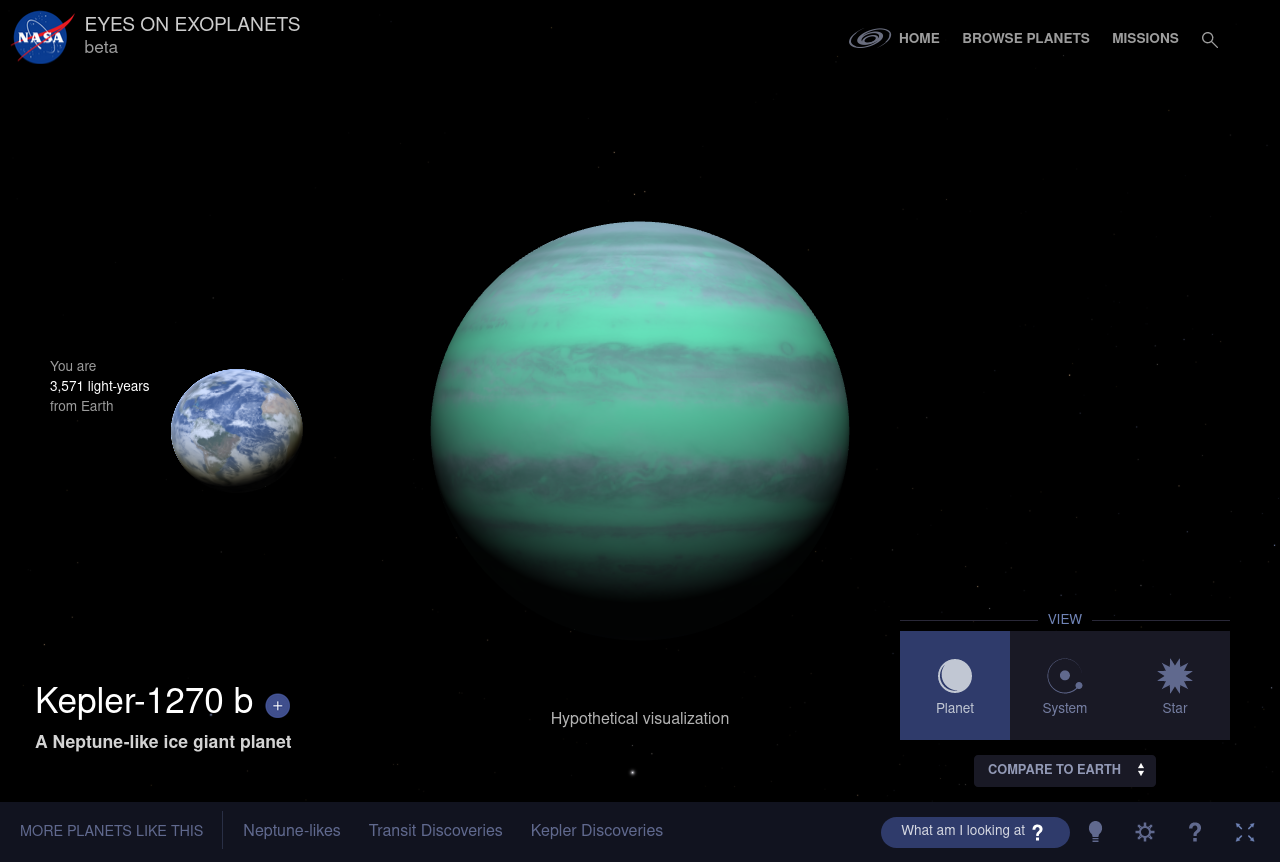 NASA
EYES ON EXOPLANETS
beta
HOME
BROWSE PLANETS
MISSIONS
You are
3,571 light-years
from Earth
Kepler-1270 b +
A Neptune-like ice giant planet
Hypothetical visualization
VIEW
Planet
System
Star
COMPARE TO EARTH
MORE PLANETS LIKE THIS
Neptune-likes
Transit Discoveries
Kepler Discoveries
What am I looking at ?
?